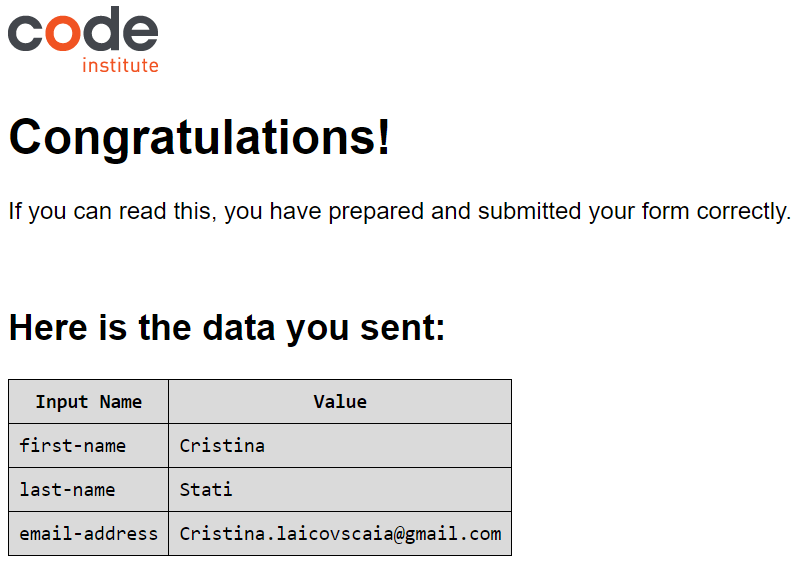 code
institute
Congratulations!
If you can read this, you have prepared and submitted your form correctly.
Here is the data you sent:
Input Name Value
first-name Cristina
last-name Stati
email-address Cristina.laicovscaia@gmail.com